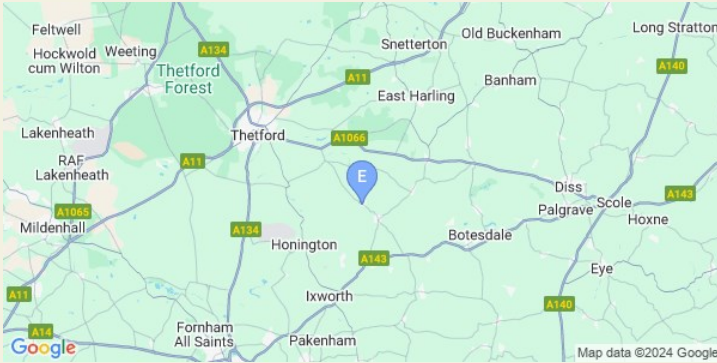 Feltwell
Hockwold
cum Wilton
Weeting
A134
Thetford
Forest
A11
Snetterton
Old Buckenham
Long Stratton
A140
Banham
East Harling
Lakenheath
RAF
Lakenheath
A11
Thetford
A1066
E
Diss
Palgrave
Scole
A143
Hoxne
A1065
Mildenhall
A134
Honington
A143
Botesdale
Eye
A11
Ixworth
A140
A14
Fornham
All Saints
Pakenham
Google
Map data ©2024 Google